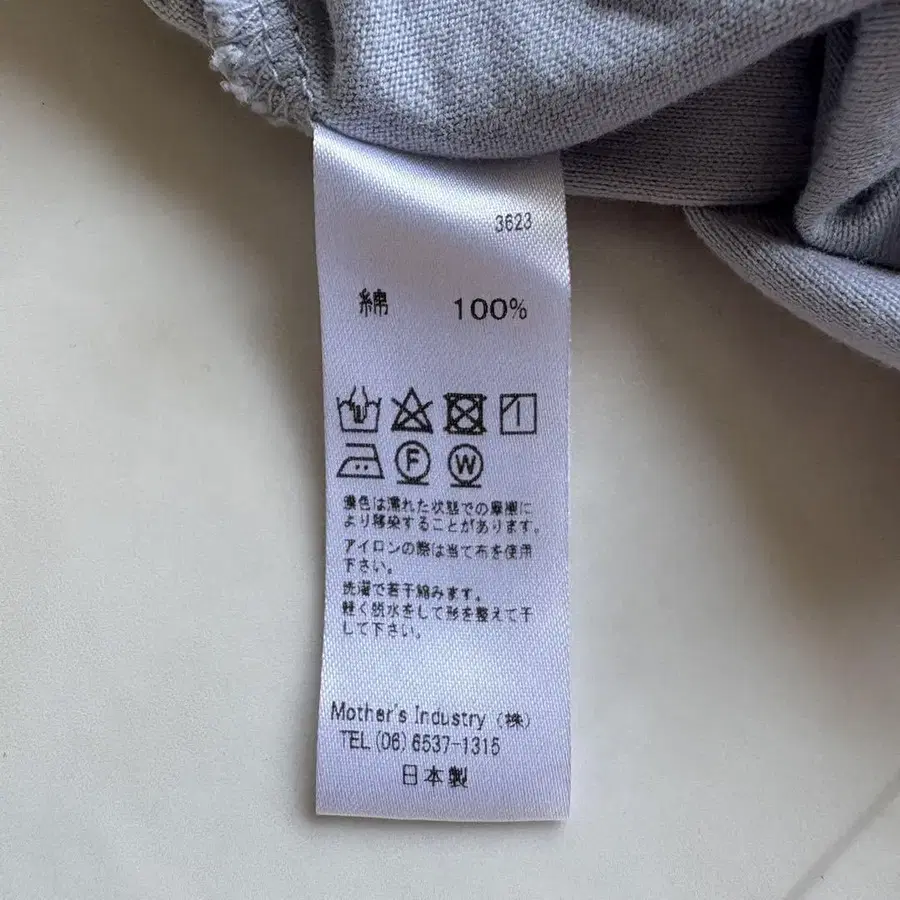 3623
綿 100%
F W
濃色は濡れた状態での摩擦に
より移染することがあります。
アイロンの際は当て布を使用
下さい。
洗濯で若干縮みます。
軽く脱水をして形を整えて干
して下さい。
Mother's Industry (株)
TEL(06)6537-1315
日本製